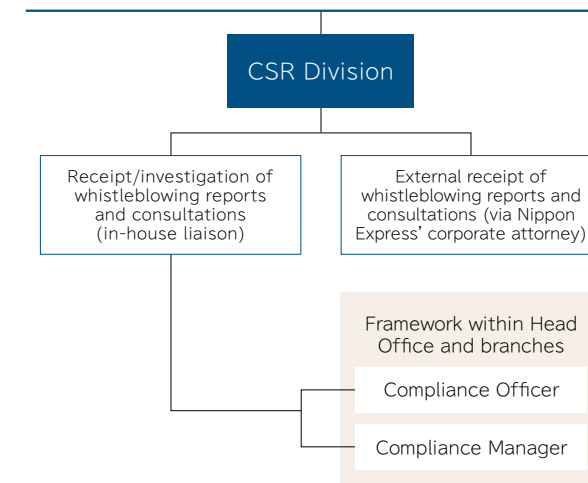 CSR Division
Receipt/investigation of
whistleblowing reports
and consultations
(in-house liaison)
External receipt of
whistleblowing reports and
consultations (via Nippon
Express’ corporate attorney)
Framework within Head
Office and branches
Compliance Officer
Compliance Manager